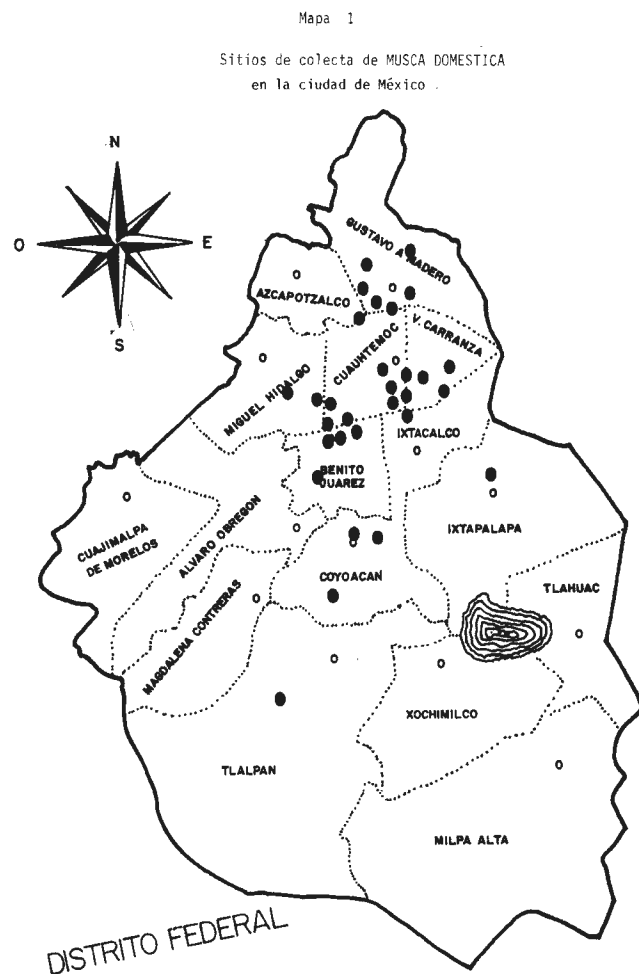 Mapa 1
Sitios de colecta de MUSCA DOMESTICA
en la ciudad de México .
N
O
E
S
GUSTAVO A MADERO
AZCAPOTZALCO
V. CARRANZA
CUAUHTEMOC
MIGUEL HIDALGO
IXTACALCO
BENITO
JUAREZ
IXTAPALAPA
CUAJIMALPA
DE MORELOS
ALVARO OBREGON
COYOACAN
TLAHUAC
MAGDALENA CONTRERAS
XOCHIMILCO
TLALPAN
MILPA ALTA
DISTRITO FEDERAL